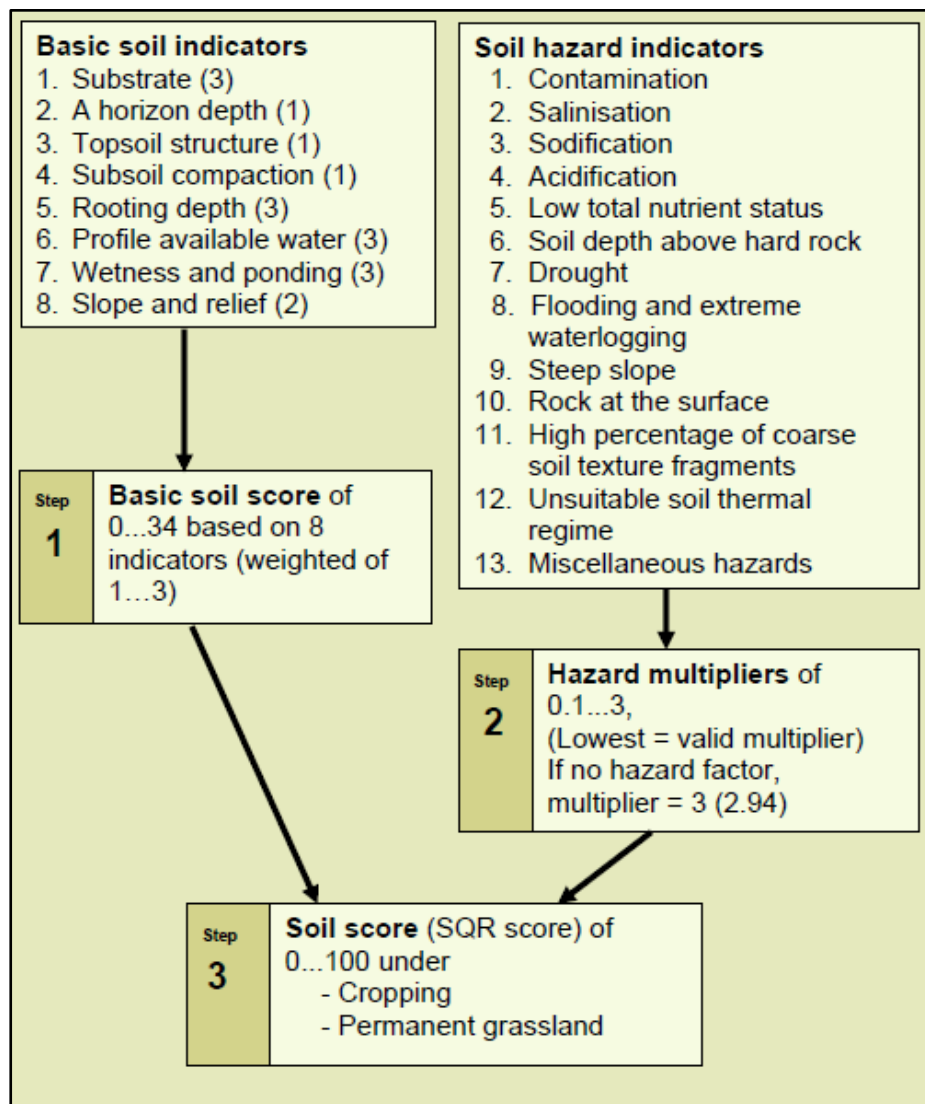 Basic soil indicators
1. Substrate (3)
2. A horizon depth (1)
3. Topsoil structure (1)
4. Subsoil compaction (1)
5. Rooting depth (3)
6. Profile available water (3)
7. Wetness and ponding (3)
8. Slope and relief (2)
Soil hazard indicators
1. Contamination
2. Salinisation
3. Sodification
4. Acidification
5. Low total nutrient status
6. Soil depth above hard rock
7. Drought
8. Flooding and extreme
waterlogging
9. Steep slope
10. Rock at the surface
11. High percentage of coarse
soil texture fragments
12. Unsuitable soil thermal
regime
13. Miscellaneous hazards
Step
1
Basic soil score of
0...34 based on 8
indicators (weighted of
1...3)
Step
2
Hazard multipliers of
0.1...3,
(Lowest = valid multiplier)
If no hazard factor,
multiplier = 3 (2.94)
Step
3
Soil score (SQR score) of
0...100 under
- Cropping
- Permanent grassland